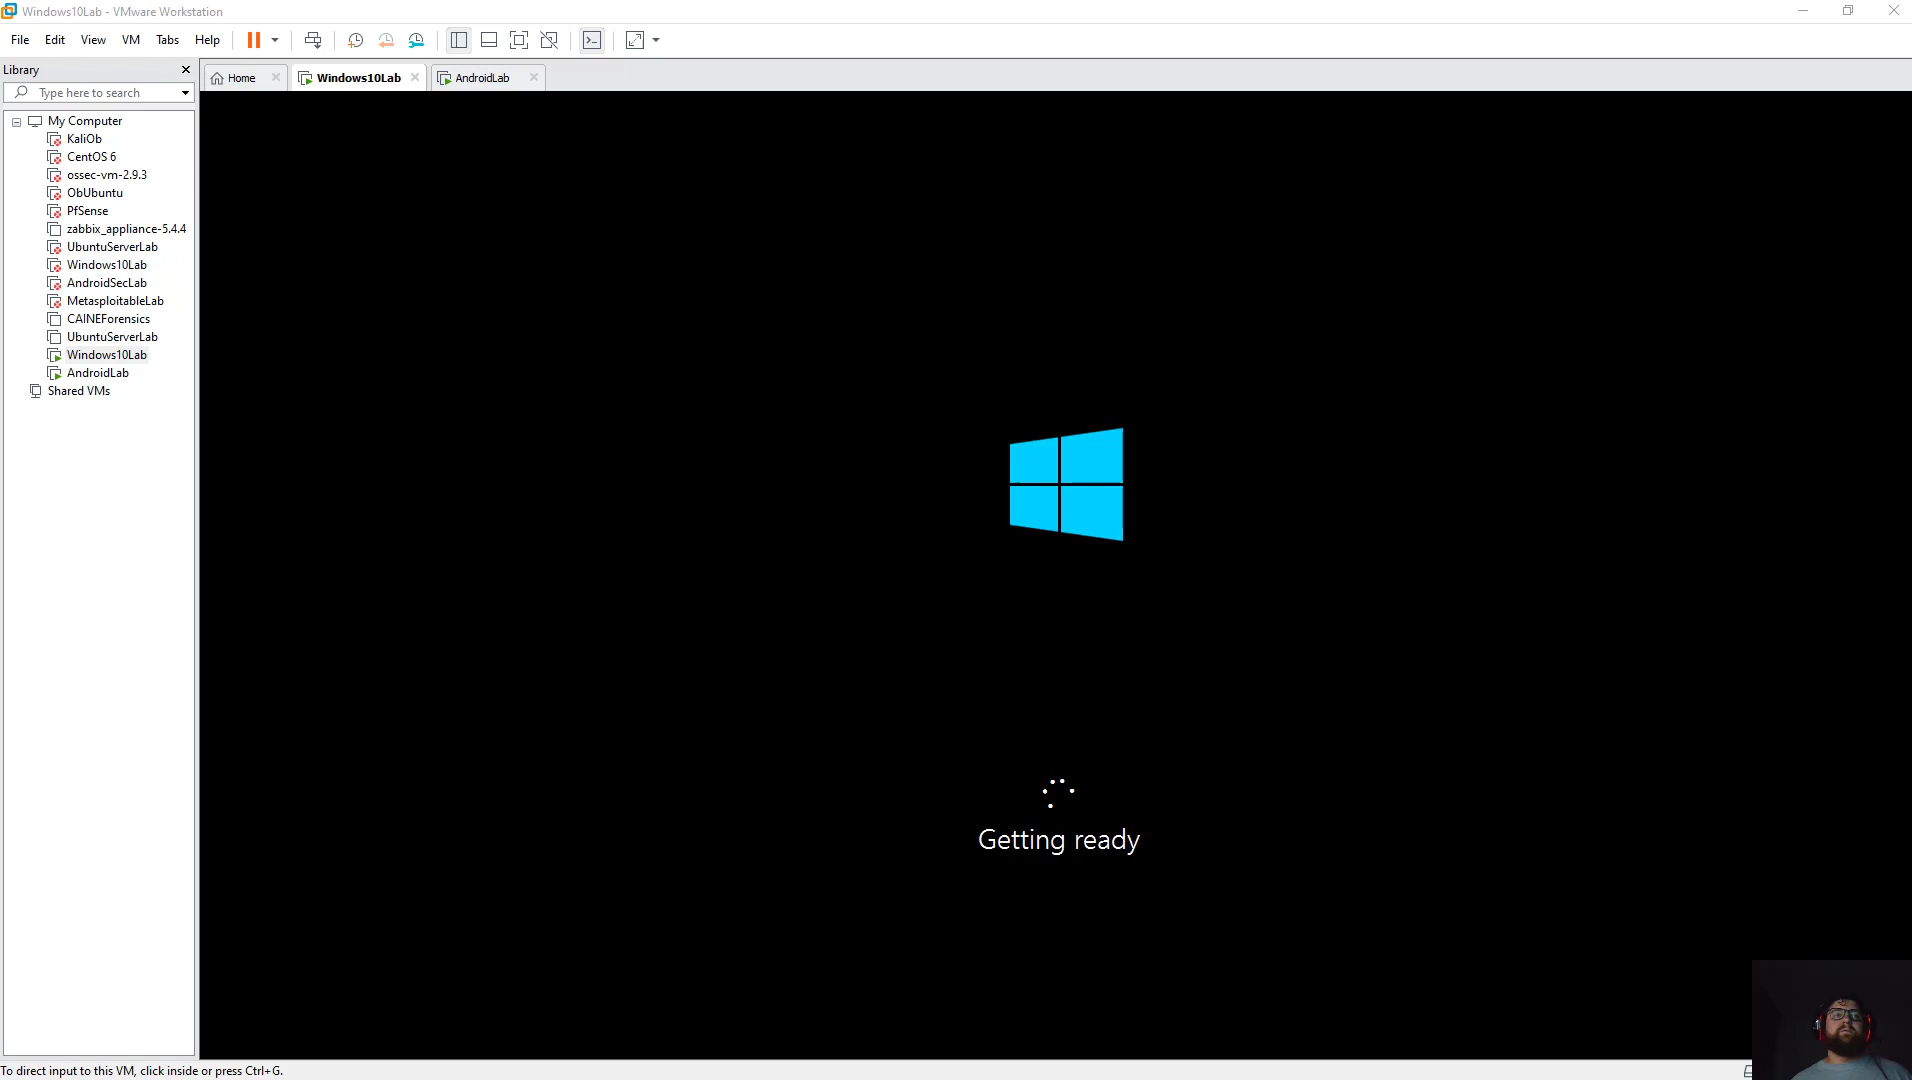 Windows10Lab - VMware Workstation
File Edit View VM Tabs Help
Library
Type here to search
Home
Windows10Lab
AndroidLab
My Computer
KaliOb
CentOS 6
ossec-vm-2.9.3
ObUbuntu
PfSense
zabbix_appliance-5.4.4
UbuntuServerLab
Windows10Lab
AndroidSecLab
MetasploitableLab
CAINEForensics
UbuntuServerLab
Windows10Lab
AndroidLab
Shared VMs
Getting ready
To direct input to this VM, click inside or press Ctrl+G.